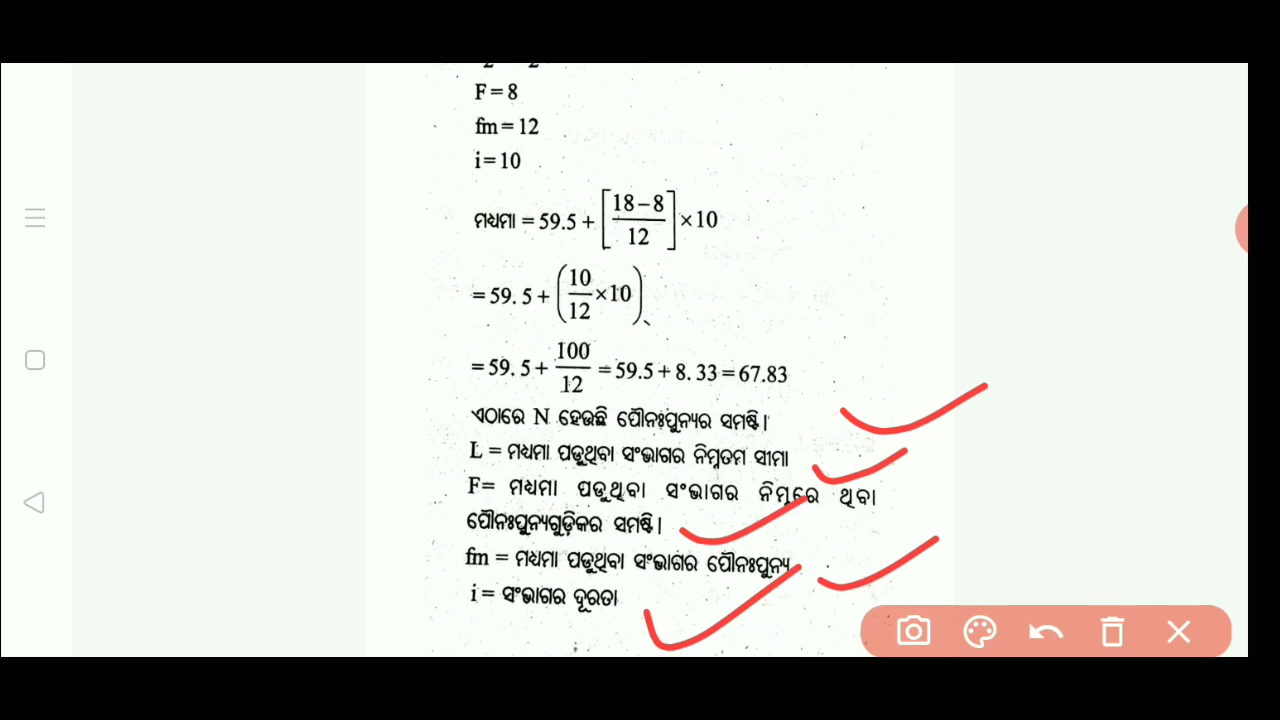 F = 8
fm = 12
i = 10
ମଧ୍ୟମା = 59.5 + [18 – 8 / 12] × 10
= 59. 5 + (10 / 12 × 10)
= 59. 5 + 100 / 12 = 59.5 + 8. 33 = 67.83
ଏଠାରେ N ହେଉଛି ପୌନଃପୁନ୍ୟର ସମଷ୍ଟି।
L = ମଧ୍ୟମା ପଡୁଥିବା ସଂଭାଗର ନିମ୍ନତମ ସୀମା
F= ମଧ୍ୟମା ପଡୁଥିବା ସଂଭାଗର ନିମ୍ନରେ ଥିବା
ପୌନଃପୁନ୍ୟଗୁଡ଼ିକର ସମଷ୍ଟି।
fm = ମଧ୍ୟମା ପଡୁଥିବା ସଂଭାଗର ପୌନଃପୁନ୍ୟ
i = ସଂଭାଗର ଦୂରତା